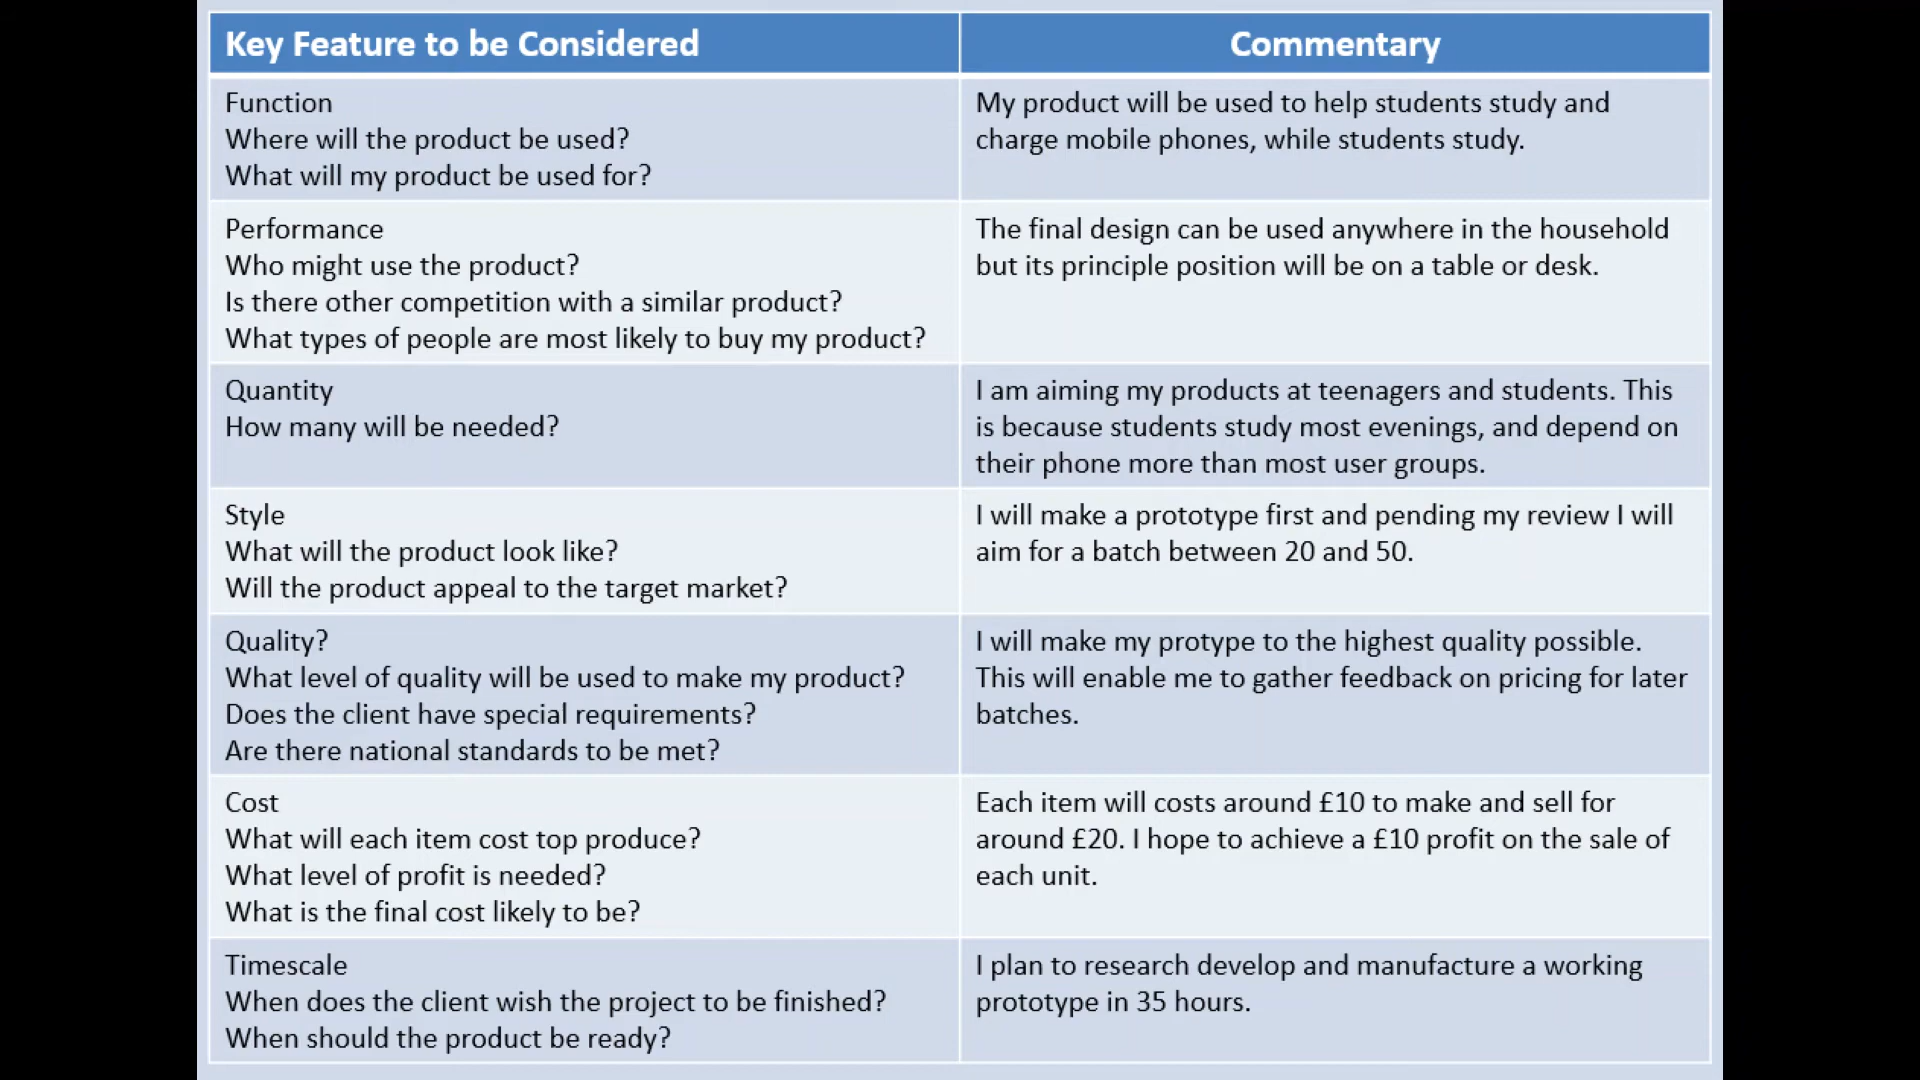 Key Feature to be Considered
Commentary
Function
Where will the product be used?
What will my product be used for?
My product will be used to help students study and
charge mobile phones, while students study.
Performance
Who might use the product?
Is there other competition with a similar product?
What types of people are most likely to buy my product?
The final design can be used anywhere in the household
but its principle position will be on a table or desk.
Quantity
How many will be needed?
I am aiming my products at teenagers and students. This
is because students study most evenings, and depend on
their phone more than most user groups.
Style
What will the product look like?
Will the product appeal to the target market?
I will make a prototype first and pending my review I will
aim for a batch between 20 and 50.
Quality?
What level of quality will be used to make my product?
Does the client have special requirements?
Are there national standards to be met?
I will make my protype to the highest quality possible.
This will enable me to gather feedback on pricing for later
batches.
Cost
What will each item cost top produce?
What level of profit is needed?
What is the final cost likely to be?
Each item will costs around £10 to make and sell for
around £20. I hope to achieve a £10 profit on the sale of
each unit.
Timescale
When does the client wish the project to be finished?
When should the product be ready?
I plan to research develop and manufacture a working
prototype in 35 hours.